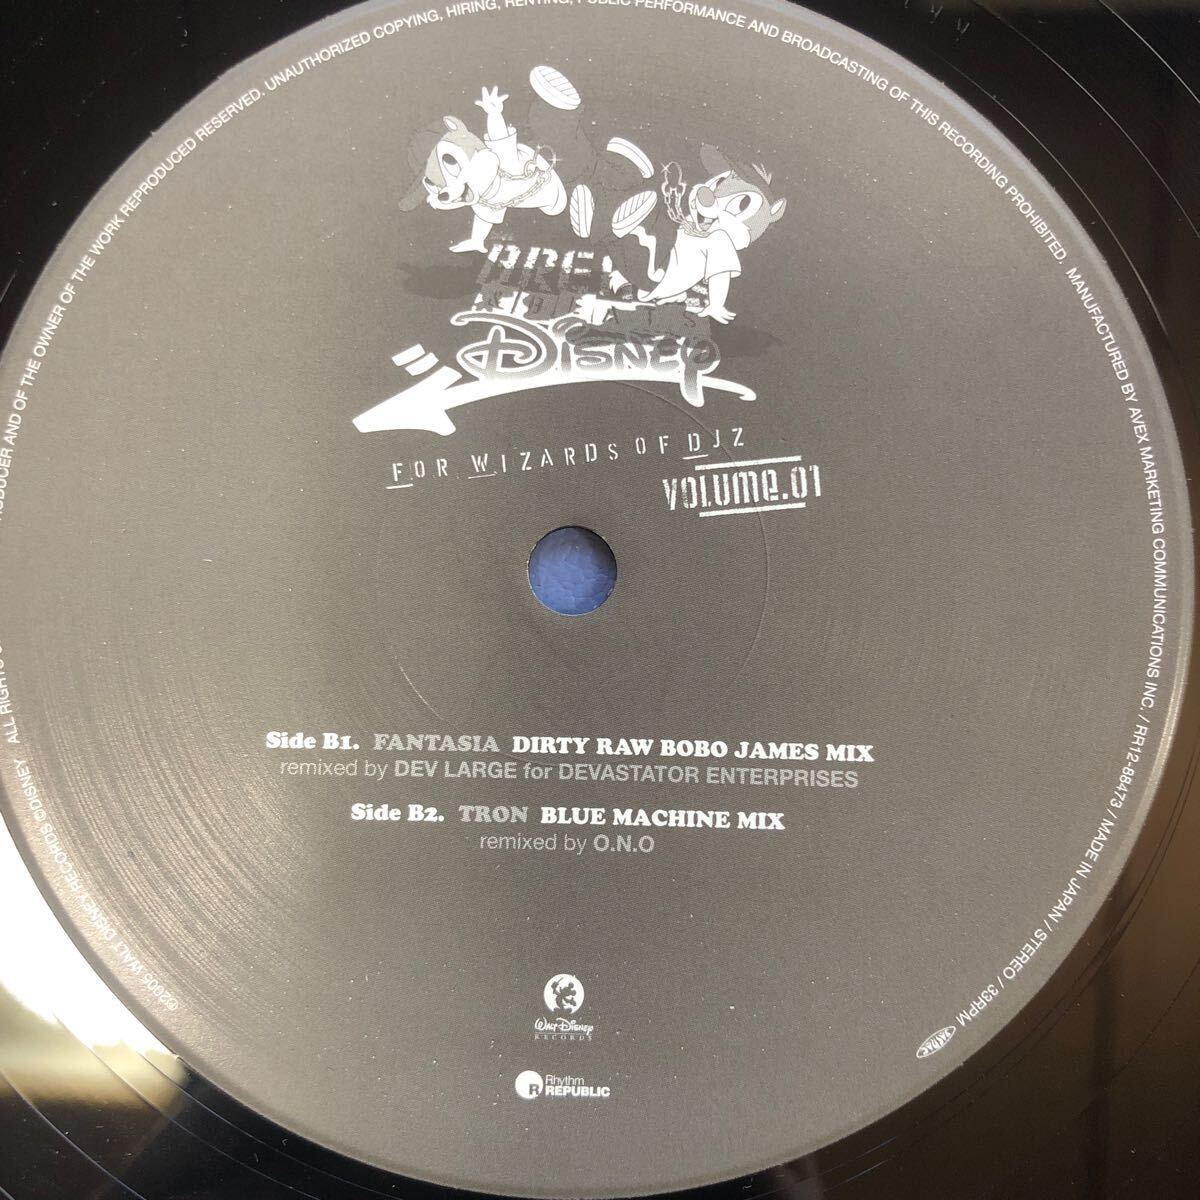 BREAKS
& BEATS
DISNEY
FOR WIZARDS OF DJZ
VOLUME.01
Side B1. FANTASIA DIRTY RAW BOBO JAMES MIX
remixed by DEV LARGE for DEVASTATOR ENTERPRISES
Side B2. TRON BLUE MACHINE MIX
remixed by O.N.O
WALT DISNEY
RECORDS
R Rhythm
REPUBLIC
℗2005 WALT DISNEY RECORDS ©DISNEY ALL RIGHTS PRODUCER AND OF THE OWNER OF THE WORK REPRODUCED RESERVED. UNAUTHORIZED COPYING, HIRING, RENTING, PUBLIC PERFORMANCE AND BROADCASTING OF THIS RECORDING PROHIBITED. MANUFACTURED BY AVEX MARKETING COMMUNICATIONS INC. / RR12-88473 / MADE IN JAPAN / STEREO / 33RPM JASRAC